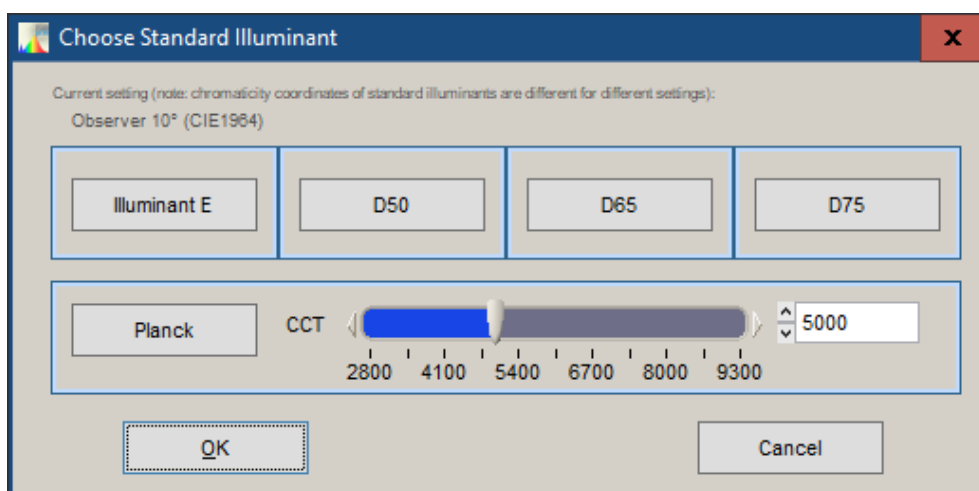 Choose Standard Illuminant
Current setting (note: chromaticity coordinates of standard illuminants are different for different settings):
Observer 10° (CIE1964)
Illuminant E D50 D65 D75
Planck CCT 5000
2800 4100 5400 6700 8000 9300
OK Cancel